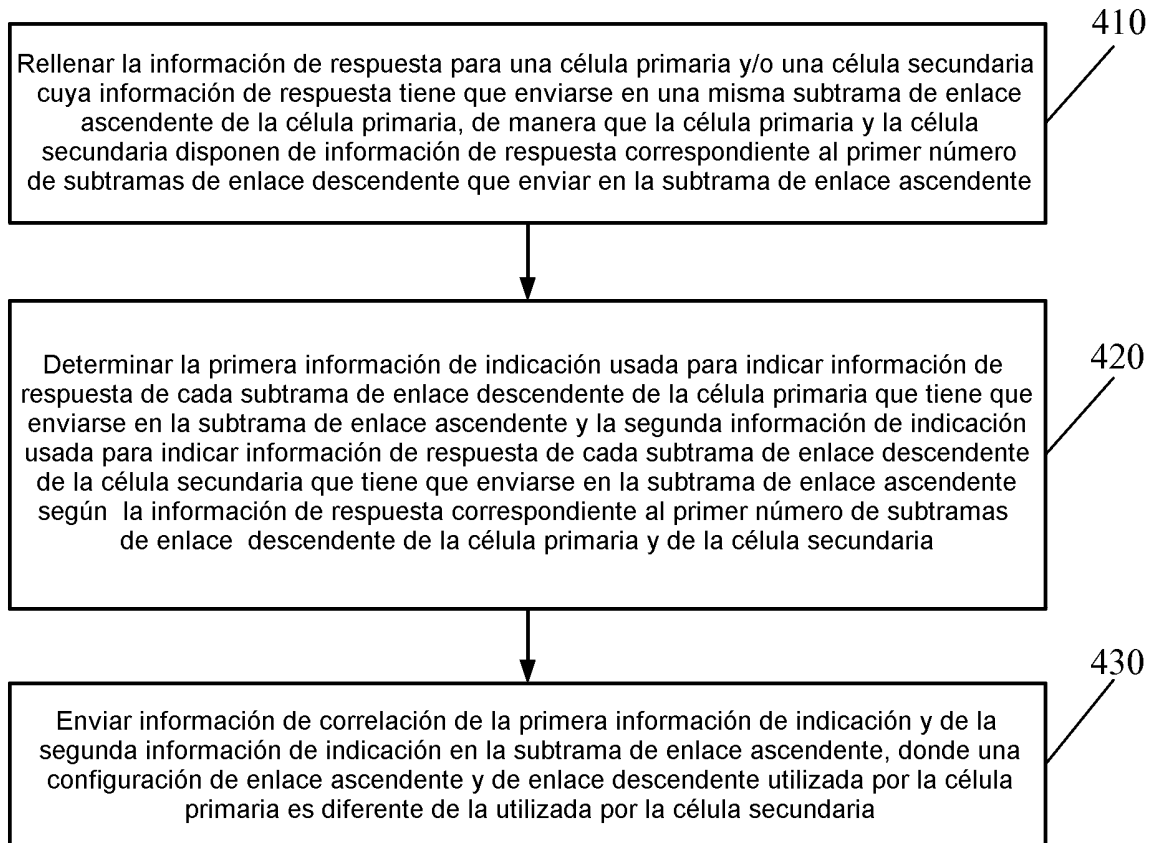 410
Rellenar la información de respuesta para una célula primaria y/o una célula secundaria
cuya información de respuesta tiene que enviarse en una misma subtrama de enlace
ascendente de la célula primaria, de manera que la célula primaria y la célula
secundaria disponen de información de respuesta correspondiente al primer número
de subtramas de enlace descendente que enviar en la subtrama de enlace ascendente
420
Determinar la primera información de indicación usada para indicar información de
respuesta de cada subtrama de enlace descendente de la célula primaria que tiene que
enviarse en la subtrama de enlace ascendente y la segunda información de indicación
usada para indicar información de respuesta de cada subtrama de enlace descendente
de la célula secundaria que tiene que enviarse en la subtrama de enlace ascendente
según la información de respuesta correspondiente al primer número de subtramas
de enlace descendente de la célula primaria y de la célula secundaria
430
Enviar información de correlación de la primera información de indicación y de la
segunda información de indicación en la subtrama de enlace ascendente, donde una
configuración de enlace ascendente y de enlace descendente utilizada por la célula
primaria es diferente de la utilizada por la célula secundaria